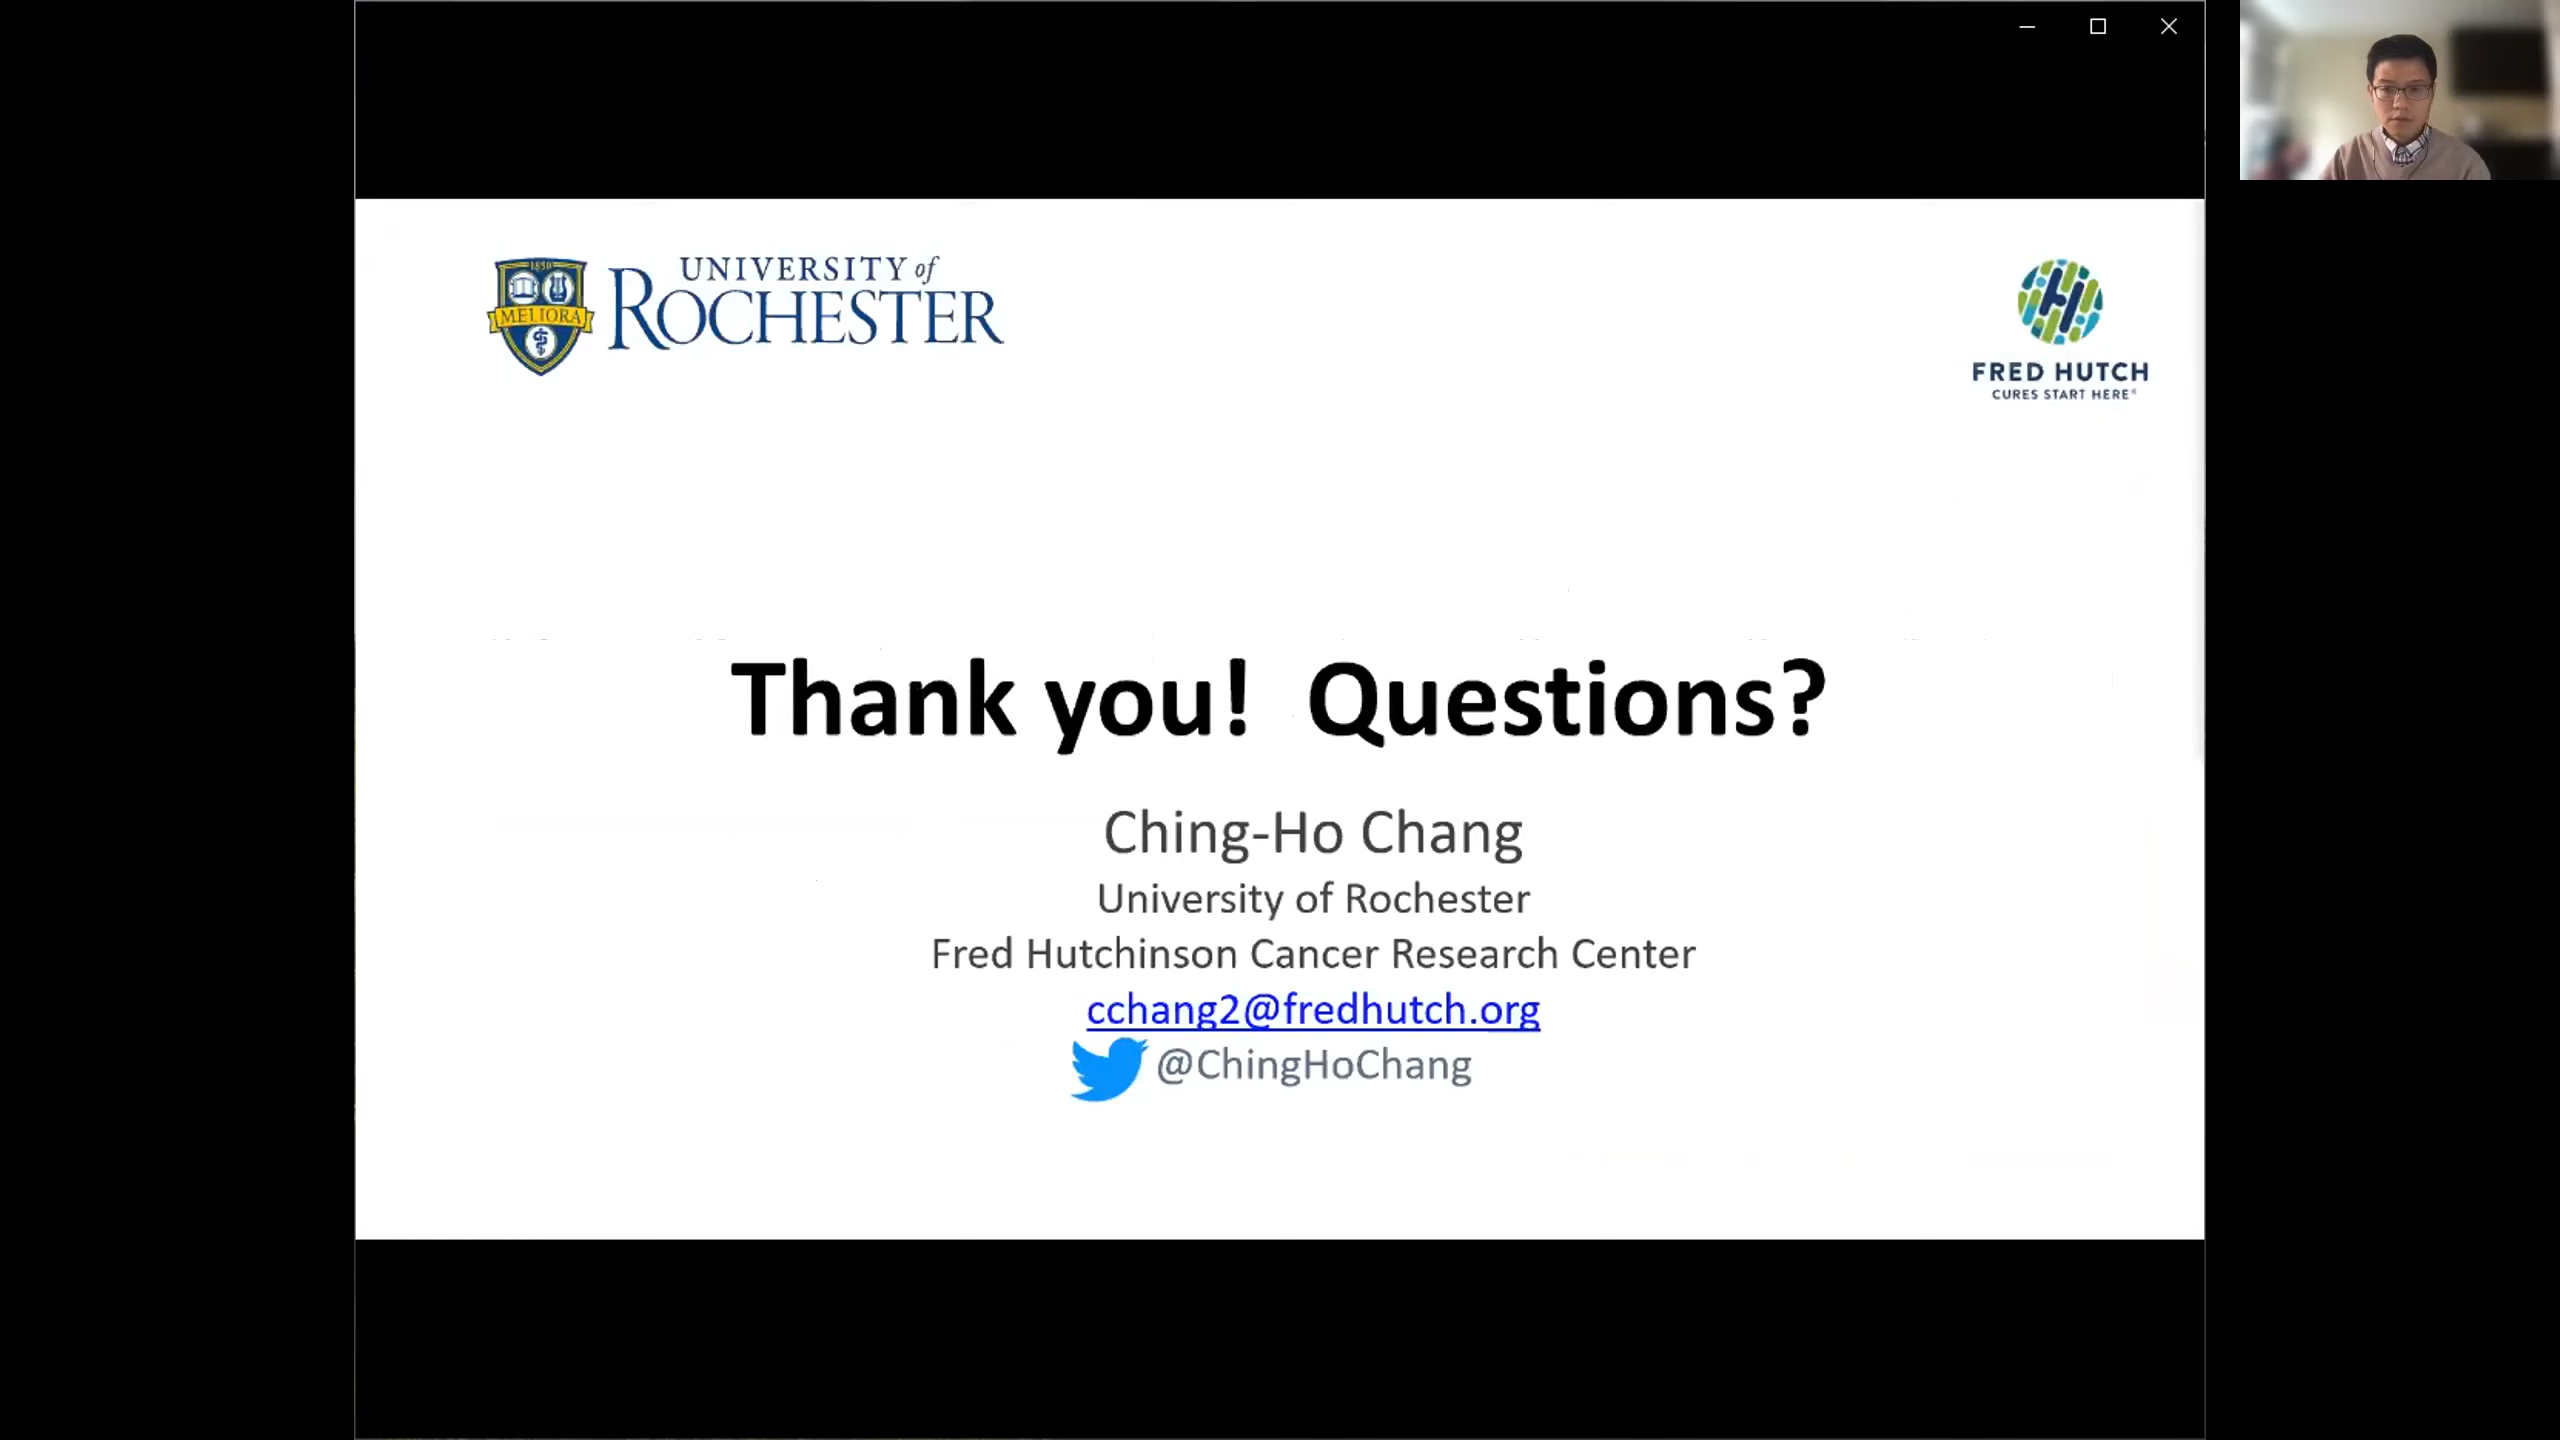 1850
MELIORA
UNIVERSITY of
ROCHESTER
FRED HUTCH
CURES START HERE®
Thank you!  Questions?
Ching-Ho Chang
University of Rochester
Fred Hutchinson Cancer Research Center
cchang2@fredhutch.org
@ChingHoChang